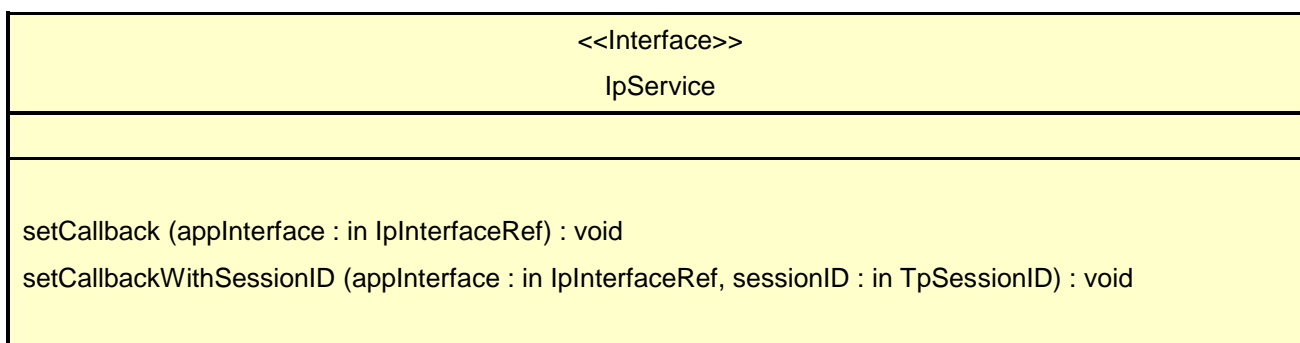 <<Interface>>
IpService
setCallback (appInterface : in IpInterfaceRef) : void
setCallbackWithSessionID (appInterface : in IpInterfaceRef, sessionID : in TpSessionID) : void